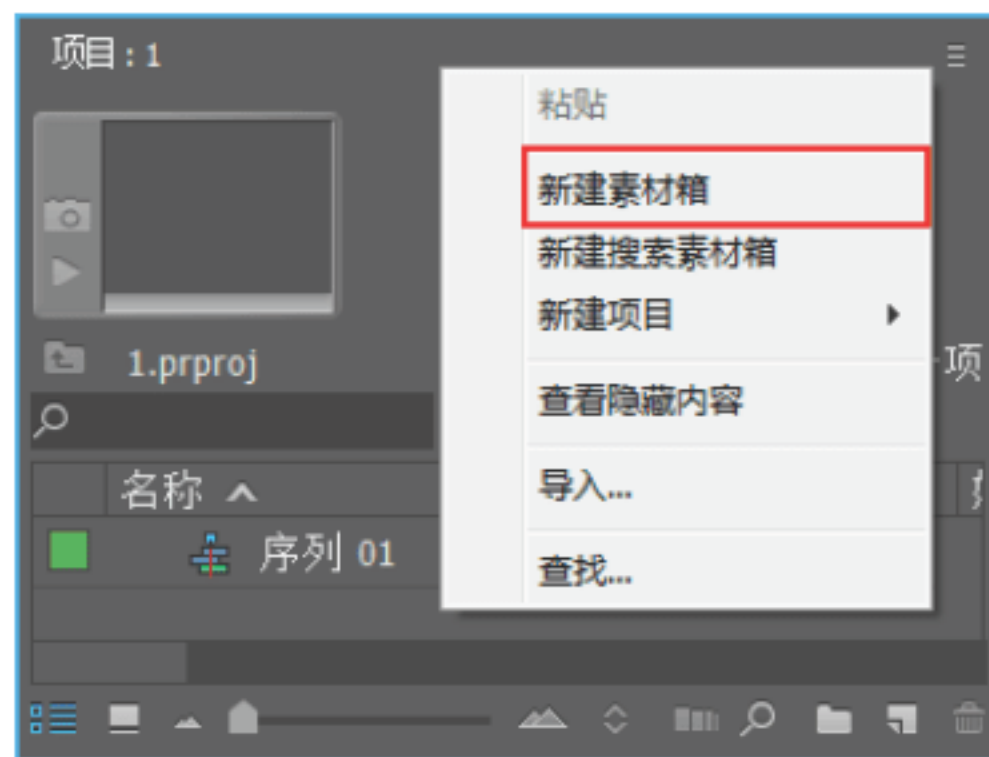 项目 : 1
粘贴
新建素材箱
新建搜索素材箱
新建项目
1.prproj
项
查看隐藏内容
名称
导入...
序列 01
查找...